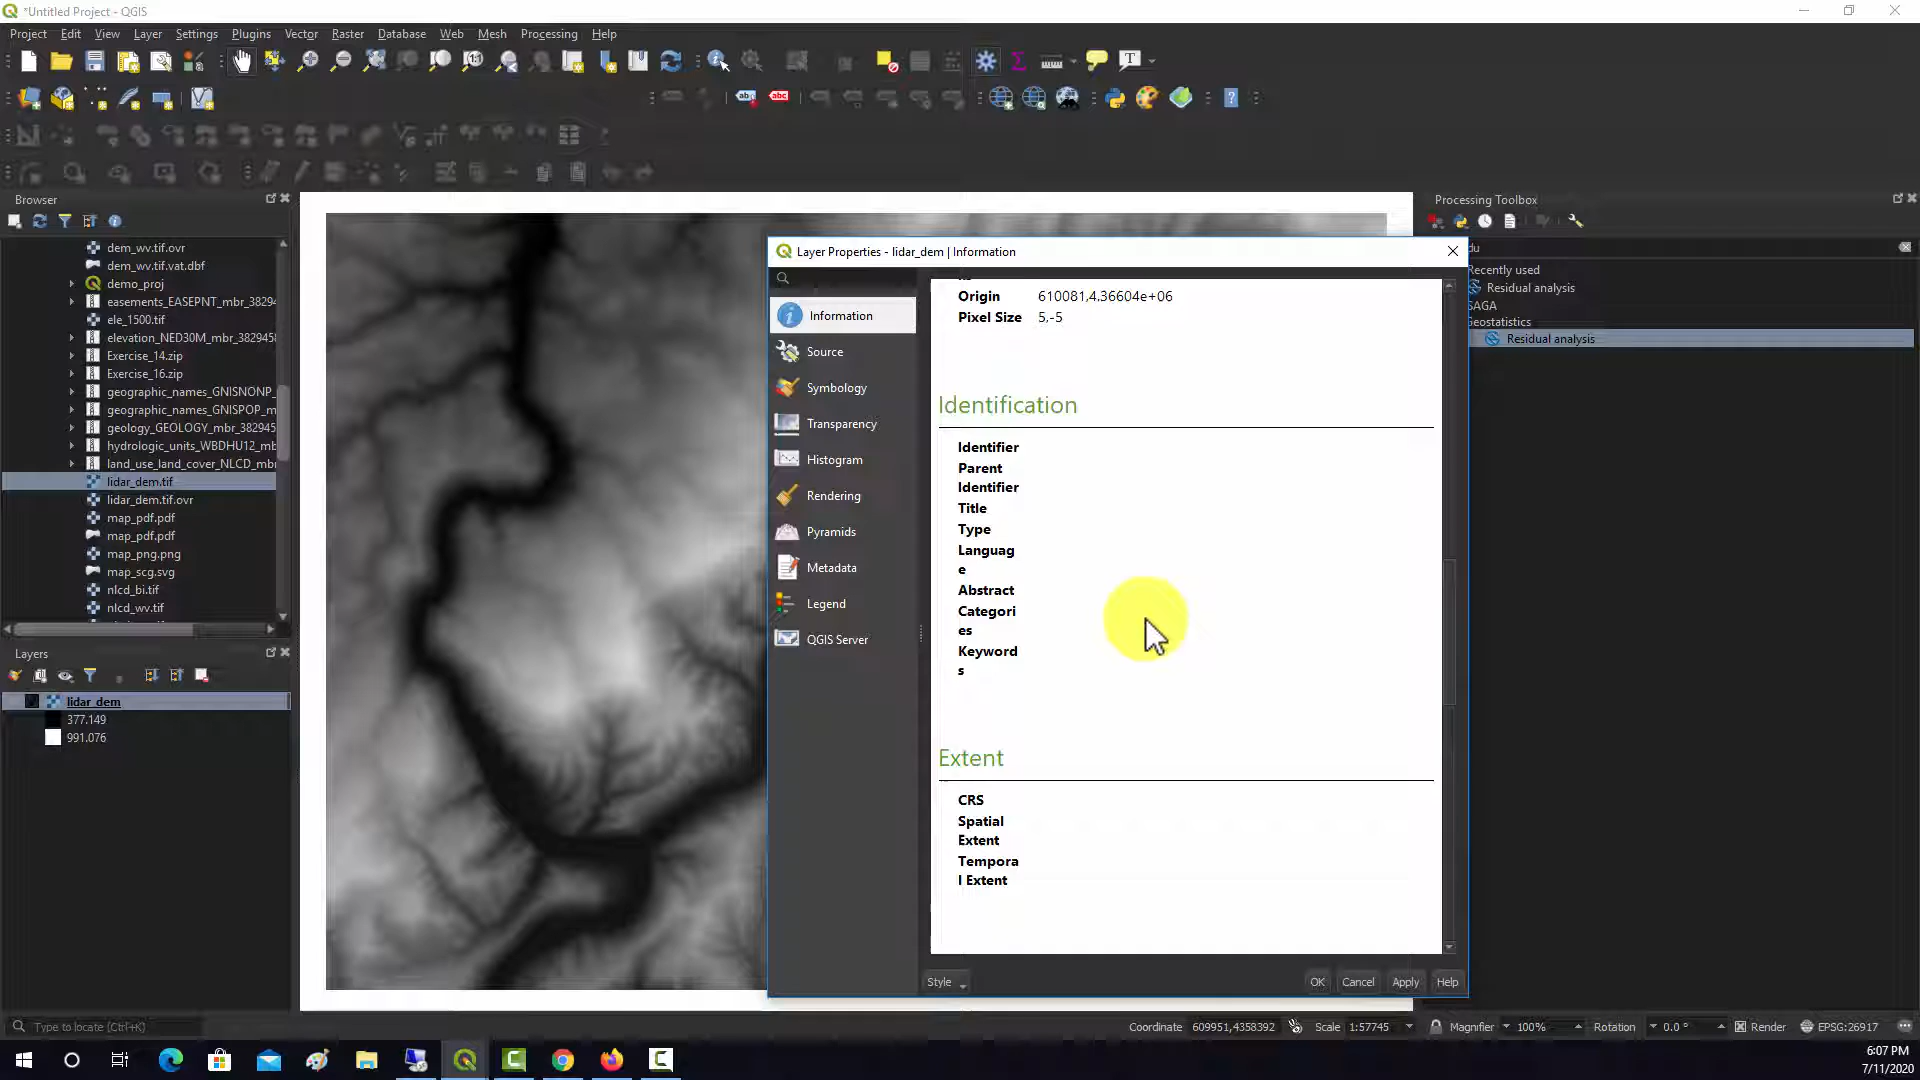 *Untitled Project - QGIS
Project Edit View Layer Settings Plugins Vector Raster Database Web Mesh Processing Help
Browser
dem_wv.tif.ovr
dem_wv.tif.vat.dbf
demo_proj
easements_EASEPNT_mbr_3829
ele_1500.tif
elevation_NED30M_mbr_382945
Exercise_14.zip
Exercise_16.zip
geographic_names_GNISNONP_
geographic_names_GNISPOP_m
geology_GEOLOGY_mbr_382945
hydrologic_units_WBDHU12_mb
land_use_land_cover_NLCD_mb
lidar_dem.tif
lidar_dem.tif.ovr
map_pdf.pdf
map_pdf.pdf
map_png.png
map_scg.svg
nlcd_bi.tif
nlcd_wv.tif
Layers
lidar_dem
377.149
991.076
Layer Properties - lidar_dem | Information
Information
Source
Symbology
Transparency
Histogram
Rendering
Pyramids
Metadata
Legend
QGIS Server
Origin 610081,4.36604e+06
Pixel Size 5,-5
Identification
Identifier
Parent
Identifier
Title
Type
Languag
e
Abstract
Categori
es
Keyword
s
Extent
CRS
Spatial
Extent
Tempora
l Extent
Style OK Cancel Apply Help
Processing Toolbox
du
Recently used
Residual analysis
SAGA
Geostatistics
Residual analysis
Type to locate (Ctrl+K) Coordinate 609951,4358392 Scale 1:57745 Magnifier 100% Rotation 0.0 ° Render EPSG:26917
6:07 PM
7/11/2020